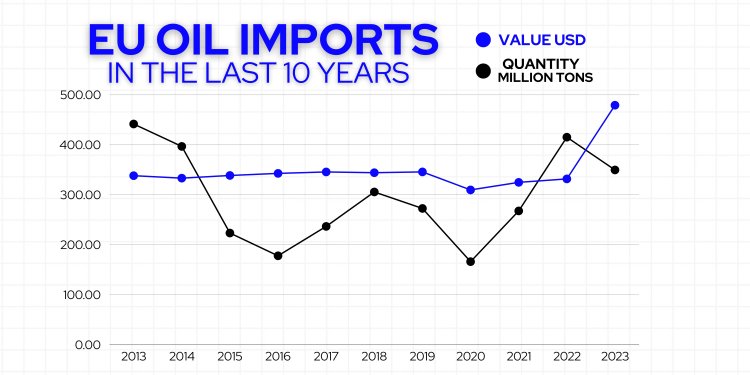 EU OIL IMPORTS
IN THE LAST 10 YEARS
VALUE USD
QUANTITY
MILLION TONS
500.00
400.00
300.00
200.00
100.00
0.00
2013 2014 2015 2016 2017 2018 2019 2020 2021 2022 2023